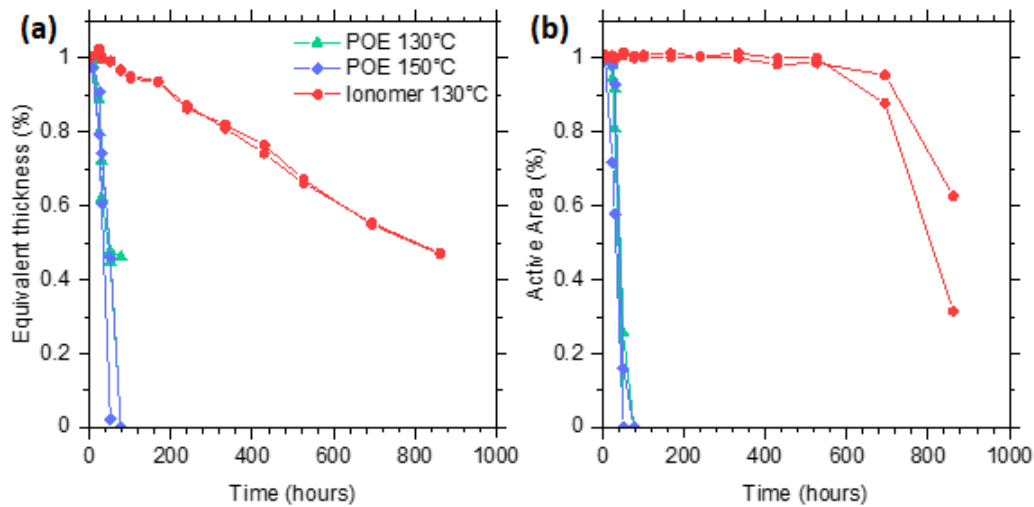 (a)
POE 130°C
POE 150°C
Ionomer 130°C
Equivalent thickness (%)
1
0.8
0.6
0.4
0.2
0
0 200 400 600 800 1000
Time (hours)
(b)
Active Area (%)
1
0.8
0.6
0.4
0.2
0
0 200 400 600 800 1000
Time (hours)